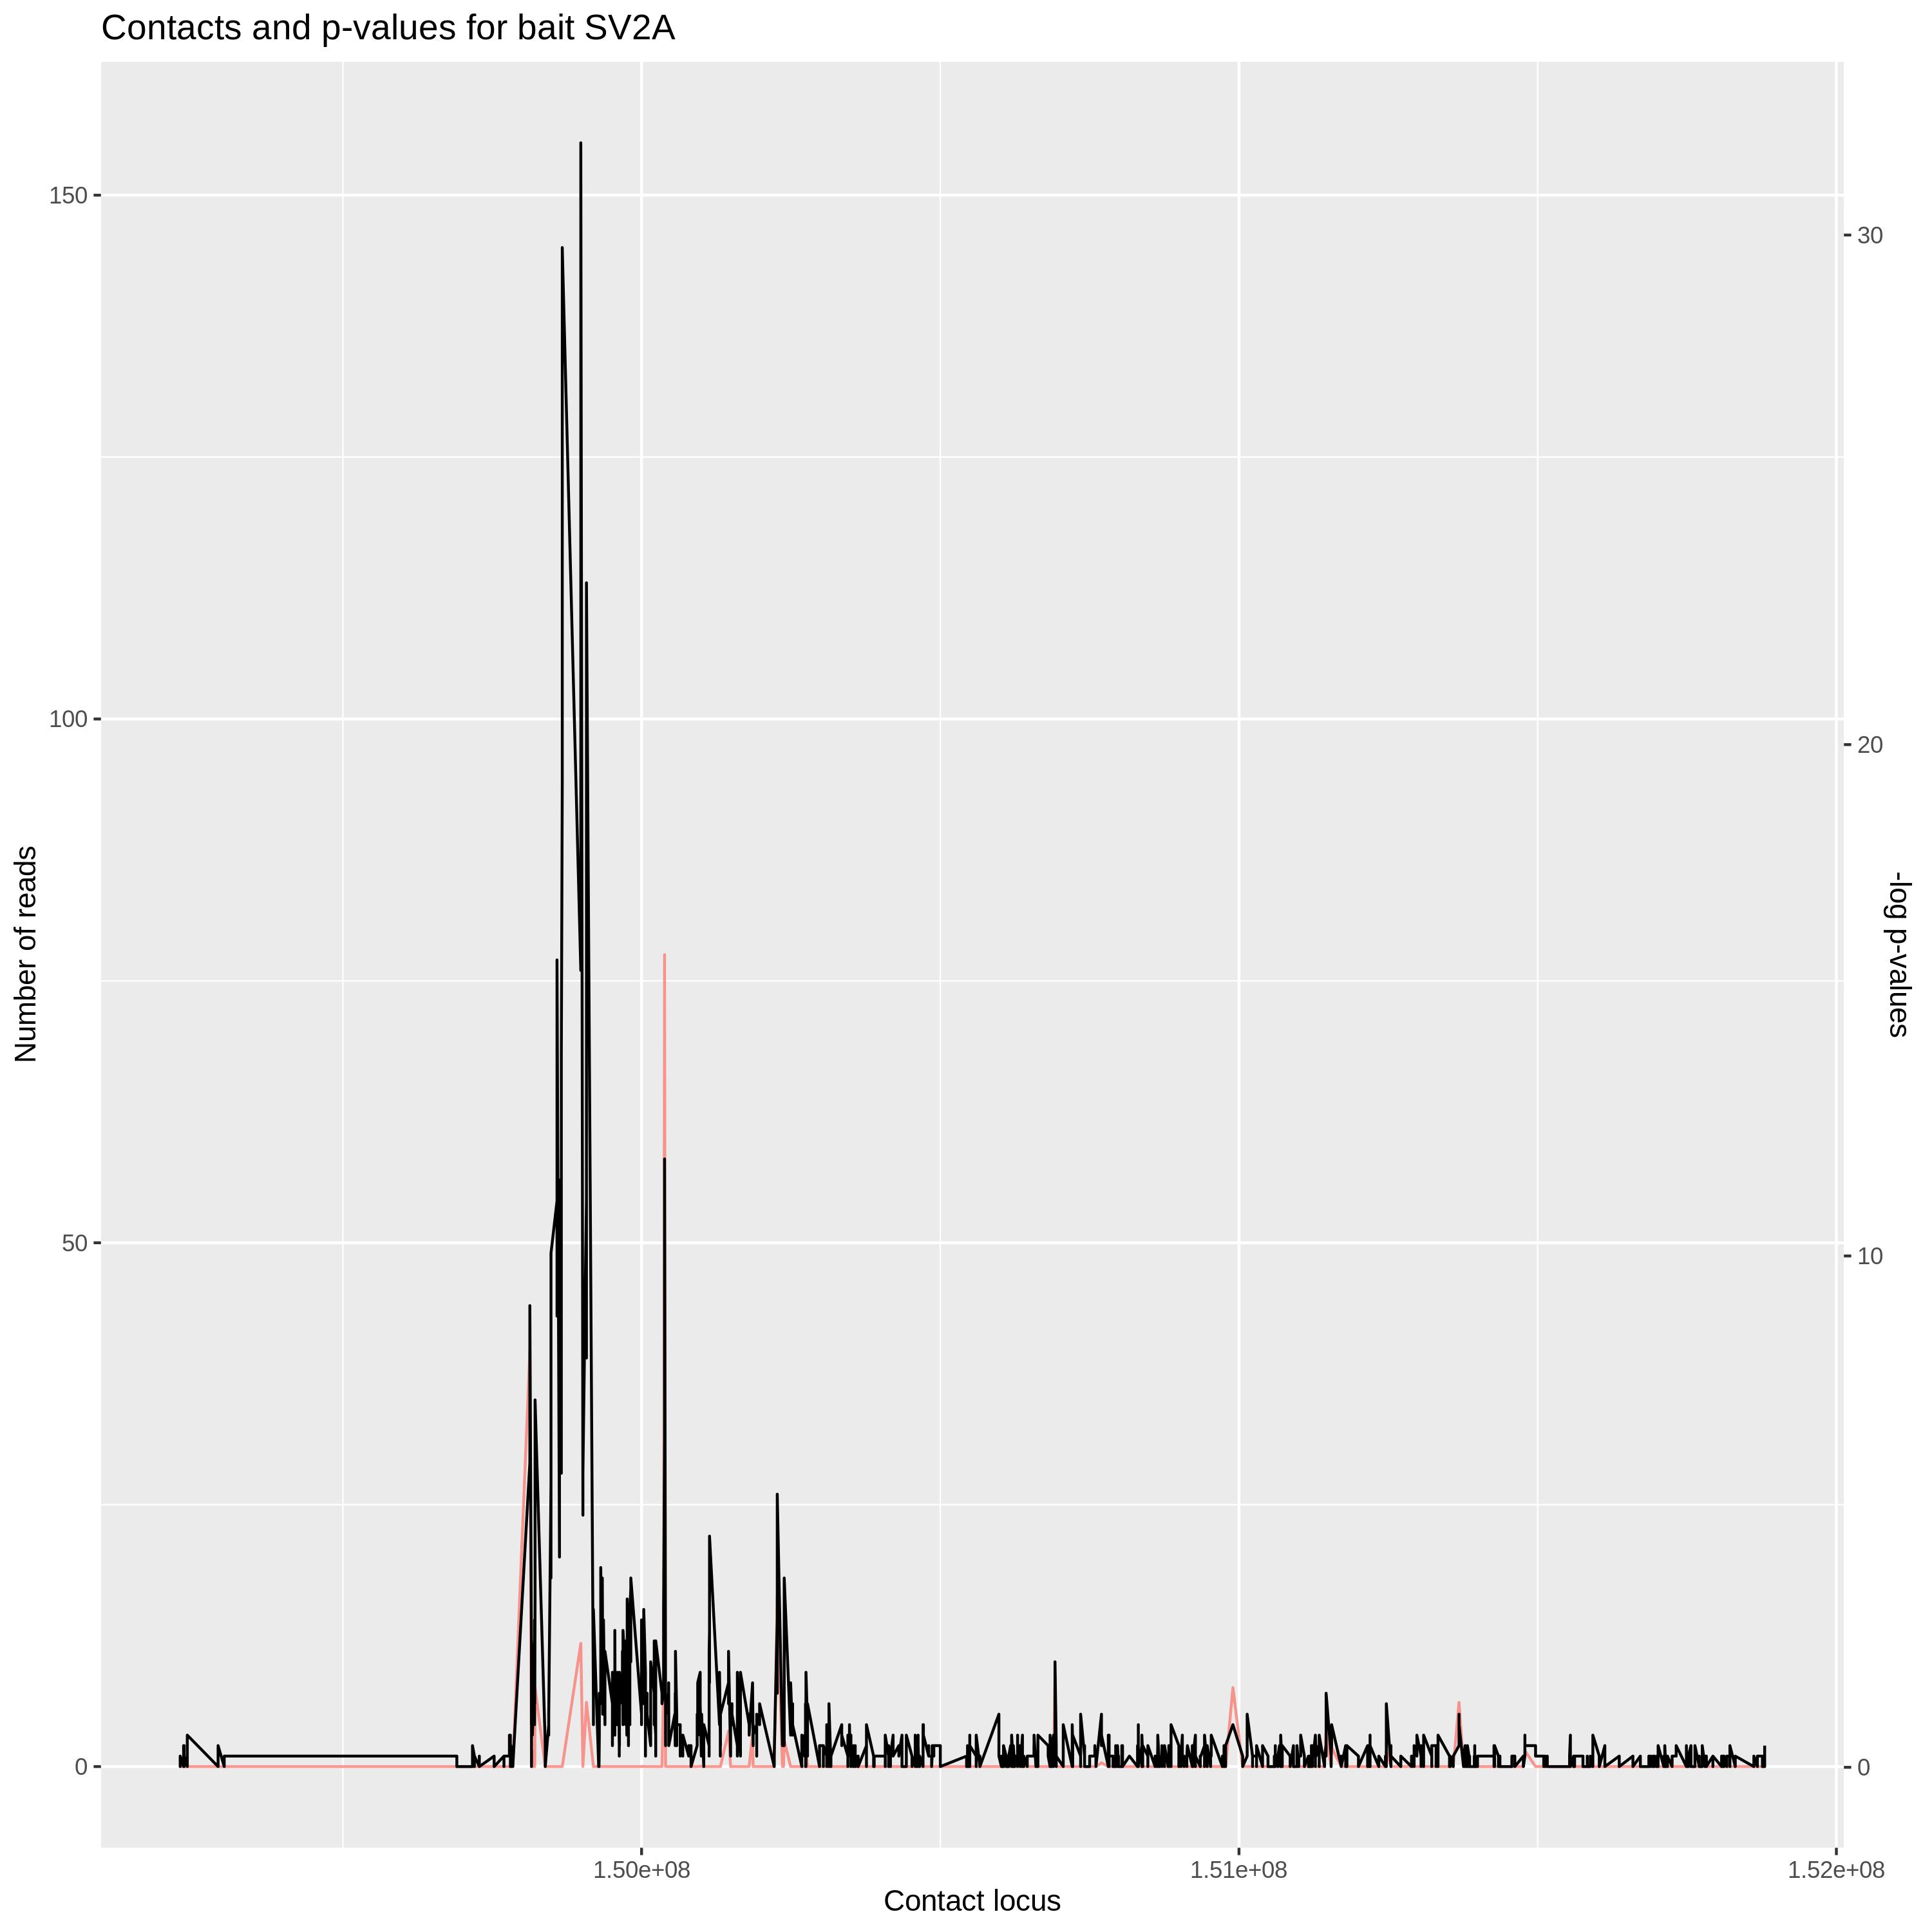 Contacts and p-values for bait SV2A
150
100
50
0
Number of reads
30
20
10
0
-log p-values
1.50e+08
1.51e+08
1.52e+08
Contact locus